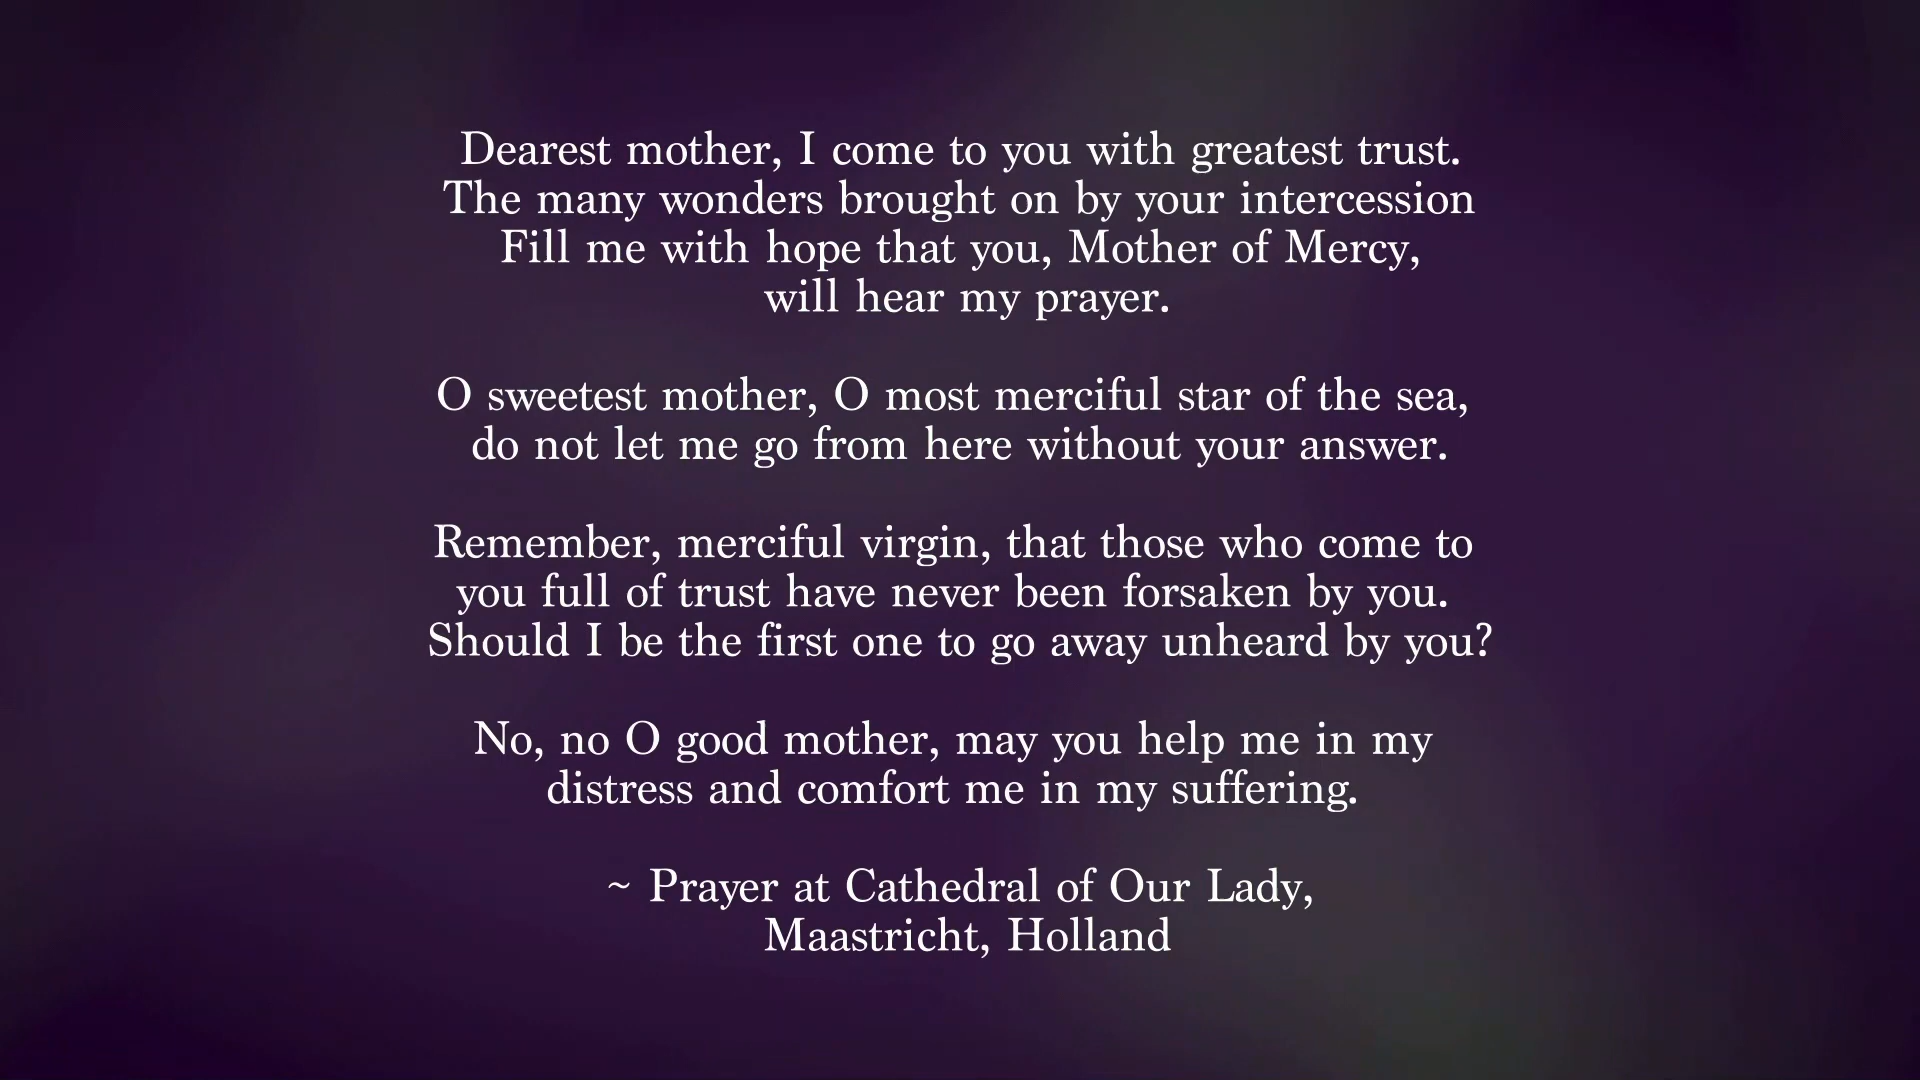 Dearest mother, I come to you with greatest trust.
The many wonders brought on by your intercession
Fill me with hope that you, Mother of Mercy,
will hear my prayer.
O sweetest mother, O most merciful star of the sea,
do not let me go from here without your answer.
Remember, merciful virgin, that those who come to
you full of trust have never been forsaken by you.
Should I be the first one to go away unheard by you?
No, no O good mother, may you help me in my
distress and comfort me in my suffering.
~ Prayer at Cathedral of Our Lady,
Maastricht, Holland